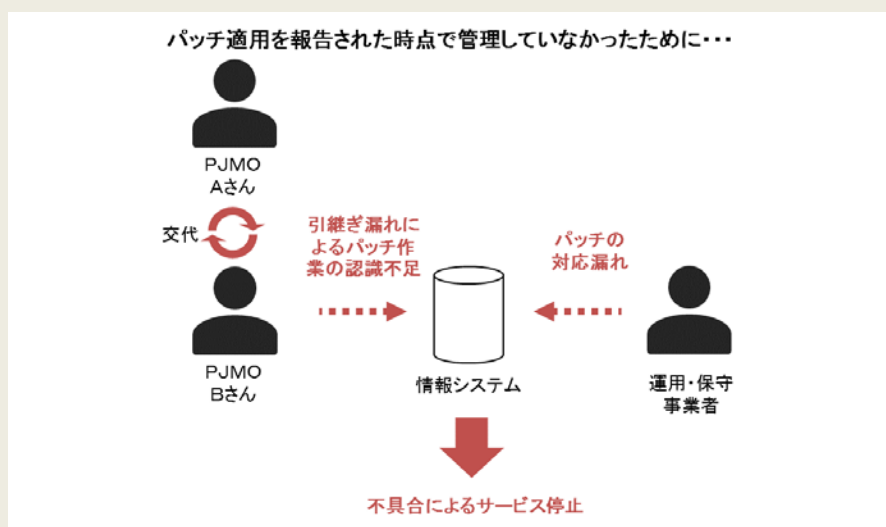 パッチ適用を報告された時点で管理していなかったために・・・
PJMO
Aさん
交代
引継ぎ漏れに
よるパッチ作
業の認識不足
パッチの
対応漏れ
PJMO
Bさん
情報システム
運用・保守
事業者
不具合によるサービス停止